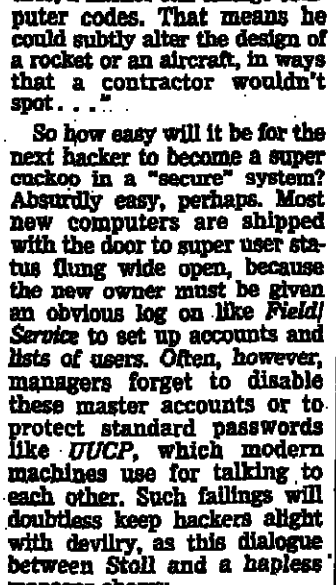 puter codes. That means he
could subtly alter the design of
a rocket or an aircraft, in ways
that a contractor wouldn't
spot . . ."
So how easy will it be for the
next hacker to become a super
cuckoo in a "secure" system?
Absurdly easy, perhaps. Most
new computers are shipped
with the door to super user sta-
tus flung wide open, because
the new owner must be given
an obvious log on like Field/
Service to set up accounts and
lists of users. Often, however,
managers forget to disable
these master accounts or to
protect standard passwords
like UUCP, which modern
machines use for talking to
each other. Such failings will
doubtless keep hackers alight
with devilry, as this dialogue
between Stoll and a hapless